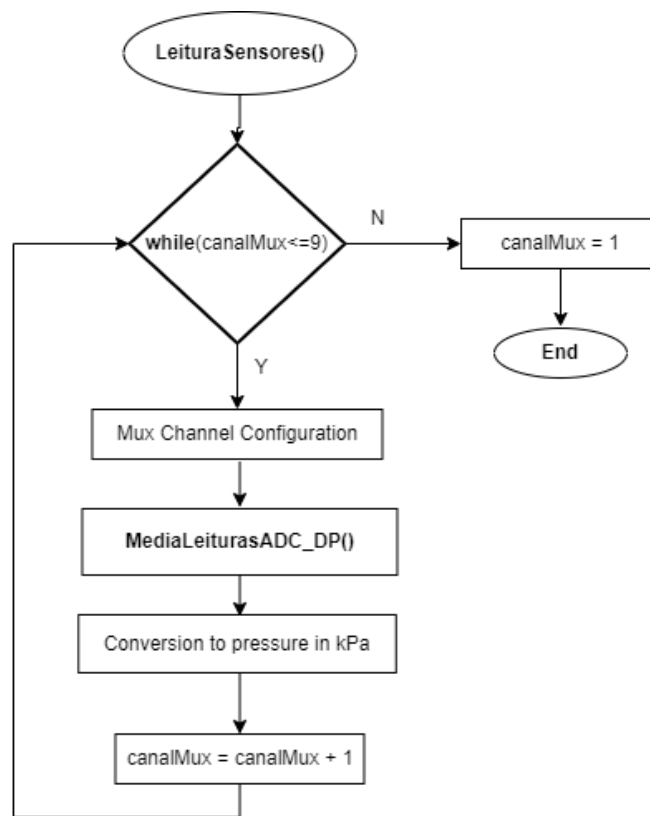 LeituraSensores()
while(canalMux<=9)
N
canalMux = 1
End
Y
Mux Channel Configuration
MediaLeiturasADC_DP()
Conversion to pressure in kPa
canalMux = canalMux + 1